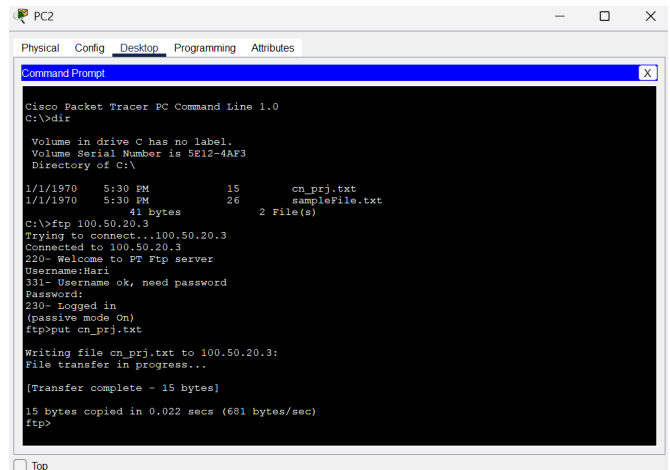 PC2
Physical Config Desktop Programming Attributes
Command Prompt
X
Cisco Packet Tracer PC Command Line 1.0
C:\>dir
Volume in drive C has no label.
Volume Serial Number is 5E12-4AF3
Directory of C:\
1/1/1970 5:30 PM 15 cn_prj.txt
1/1/1970 5:30 PM 26 sampleFile.txt
41 bytes 2 File(s)
C:\>ftp 100.50.20.3
Trying to connect...100.50.20.3
Connected to 100.50.20.3
220- Welcome to PT Ftp server
Username:Hari
331- Username ok, need password
Password:
230- Logged in
(passive mode On)
ftp>put cn_prj.txt
Writing file cn_prj.txt to 100.50.20.3:
File transfer in progress...
[Transfer complete - 15 bytes]
15 bytes copied in 0.022 secs (681 bytes/sec)
ftp>
Top